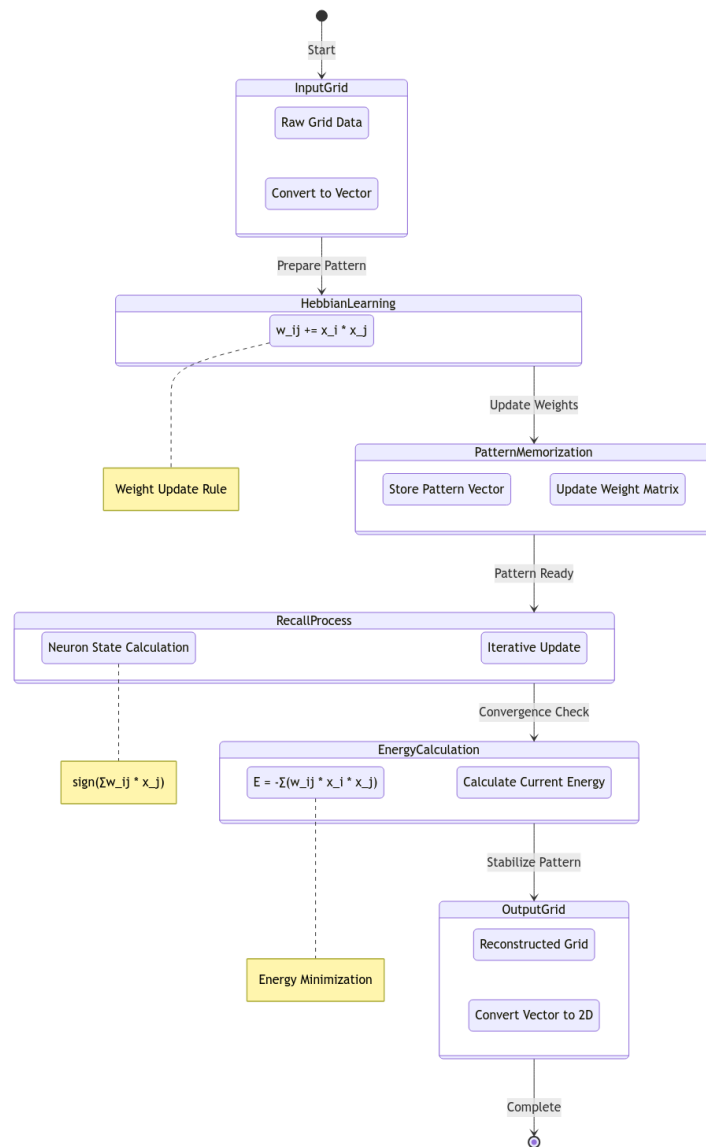 Start
InputGrid
Raw Grid Data
Convert to Vector
Prepare Pattern
HebbianLearning
w_ij += x_i * x_j
Update Weights
Weight Update Rule
PatternMemorization
Store Pattern Vector
Update Weight Matrix
Pattern Ready
RecallProcess
Neuron State Calculation
Iterative Update
Convergence Check
sign(Σw_ij * x_j)
EnergyCalculation
E = -Σ(w_ij * x_i * x_j)
Calculate Current Energy
Stabilize Pattern
OutputGrid
Reconstructed Grid
Energy Minimization
Convert Vector to 2D
Complete